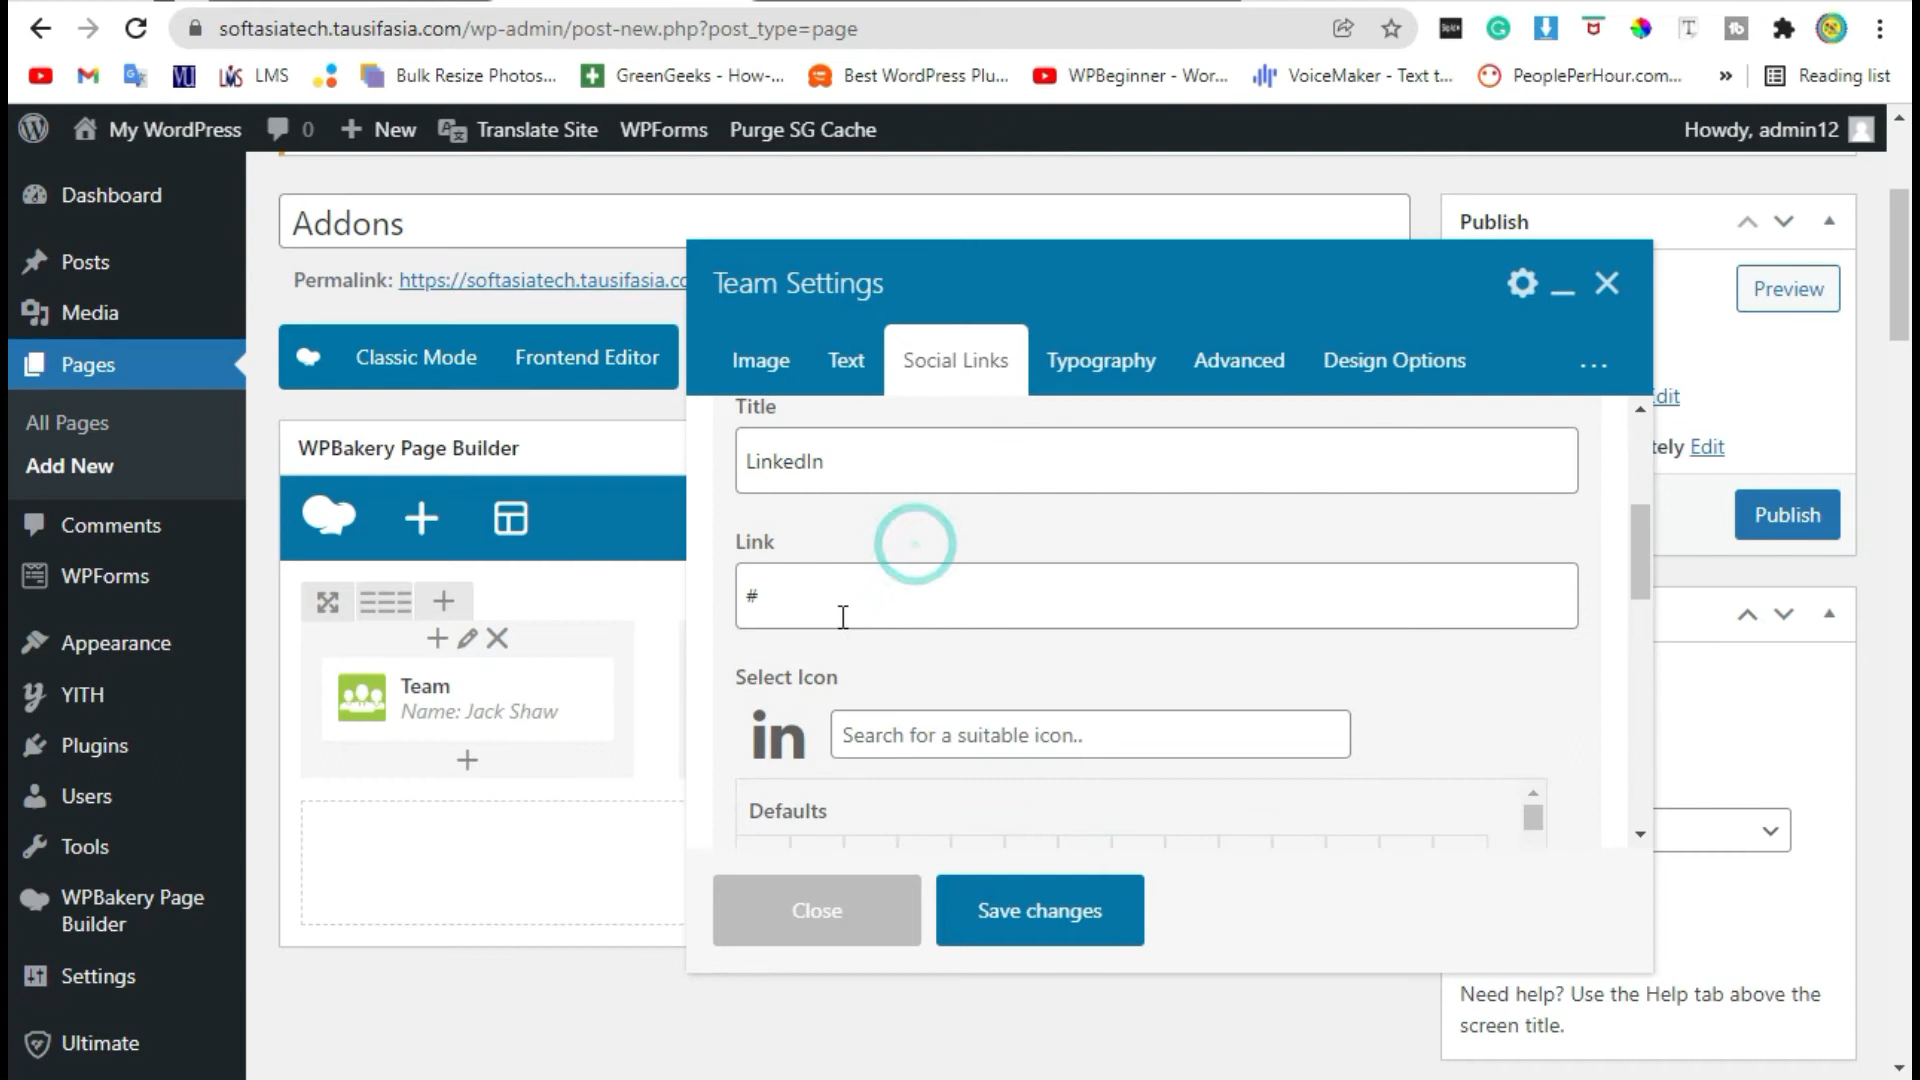 softasiatech.tausifasia.com/wp-admin/post-new.php?post_type=page
LMS
Bulk Resize Photos...
GreenGeeks - How-...
Best WordPress Plu...
WPBeginner - Wor...
VoiceMaker - Text t...
PeoplePerHour.com...
»
Reading list
My WordPress
0
New
Translate Site
WPForms
Purge SG Cache
Howdy, admin12
Dashboard
Posts
Media
Pages
All Pages
Add New
Comments
WPForms
Appearance
YITH
Plugins
Users
Tools
WPBakery Page
Builder
Settings
Ultimate
Addons
Permalink: https://softasiatech.tausifasia.co
Classic Mode
Frontend Editor
WPBakery Page Builder
Team
Name: Jack Shaw
Team Settings
Image
Text
Social Links
Typography
Advanced
Design Options
...
Title
LinkedIn
Link
#
Select Icon
in
Search for a suitable icon..
Defaults
Close
Save changes
Publish
Preview
dit
tely Edit
Publish
Need help? Use the Help tab above the
screen title.